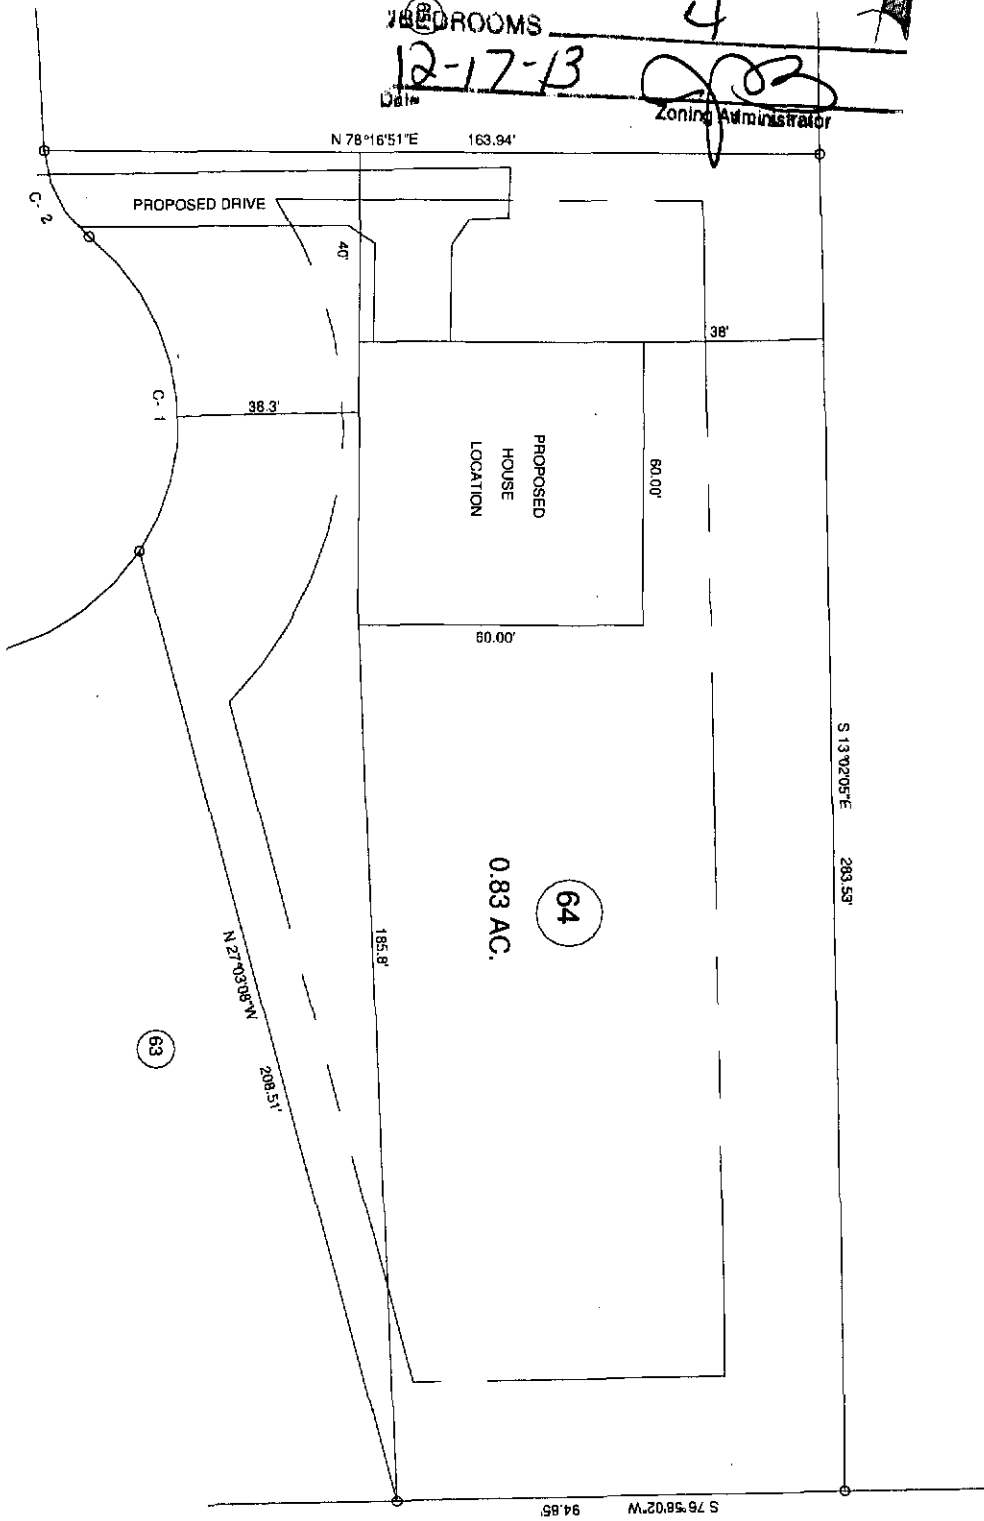 65
#BEDROOMS 4
12-17-13
Date
Zoning Administrator
N 78°16'51"E 163.94'
C- 2
PROPOSED DRIVE
40'
38'
C- 1
38.3'
PROPOSED
HOUSE
LOCATION
60.00'
60.00'
S 13°02'05"E 283.53'
64
0.83 AC.
185.8'
N 27°03'08"W 208.51'
63
S 76°58'02"W 94.85'